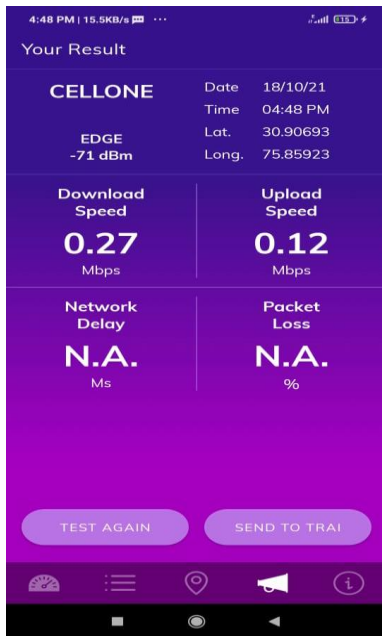 4:48 PM | 15.5KB/s
115
Your Result
CELLONE
EDGE
-71 dBm
Date 18/10/21
Time 04:48 PM
Lat. 30.90693
Long. 75.85923
Download
Speed
0.27
Mbps
Upload
Speed
0.12
Mbps
Network
Delay
N.A.
Ms
Packet
Loss
N.A.
%
TEST AGAIN
SEND TO TRAI